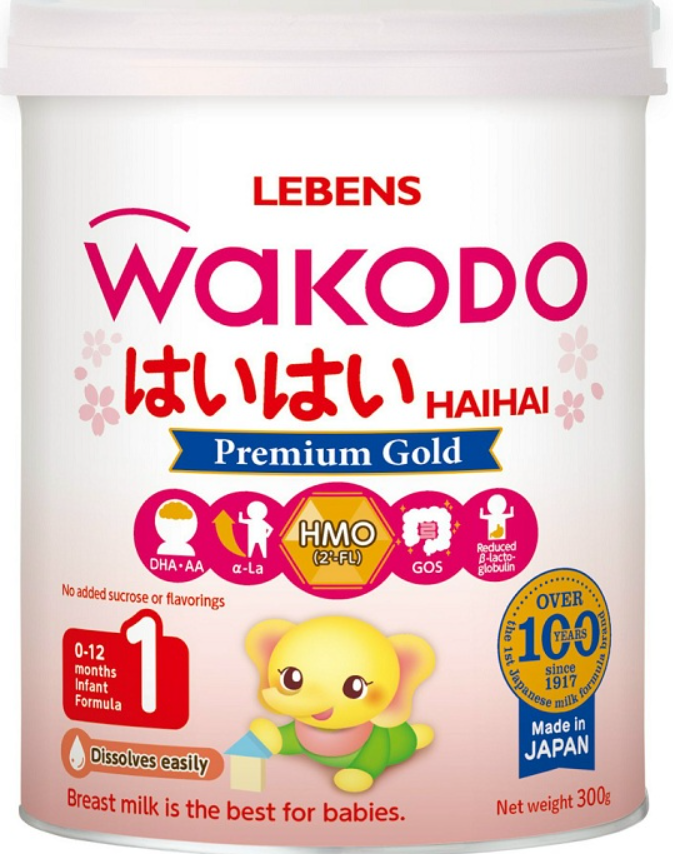 LEBENS
WAKODO
はいはい HAIHAI
Premium Gold
DHA・AA
α-La
HMO
(2'-FL)
GOS
Reduced
β-lacto-
globulin
No added sucrose or flavorings
0-12
months
Infant
Formula
1
Dissolves easily
Breast milk is the best for babies.
OVER
100 YEARS
since
1917
the 1st Japanese milk formula brand
Made in
JAPAN
Net weight 300g